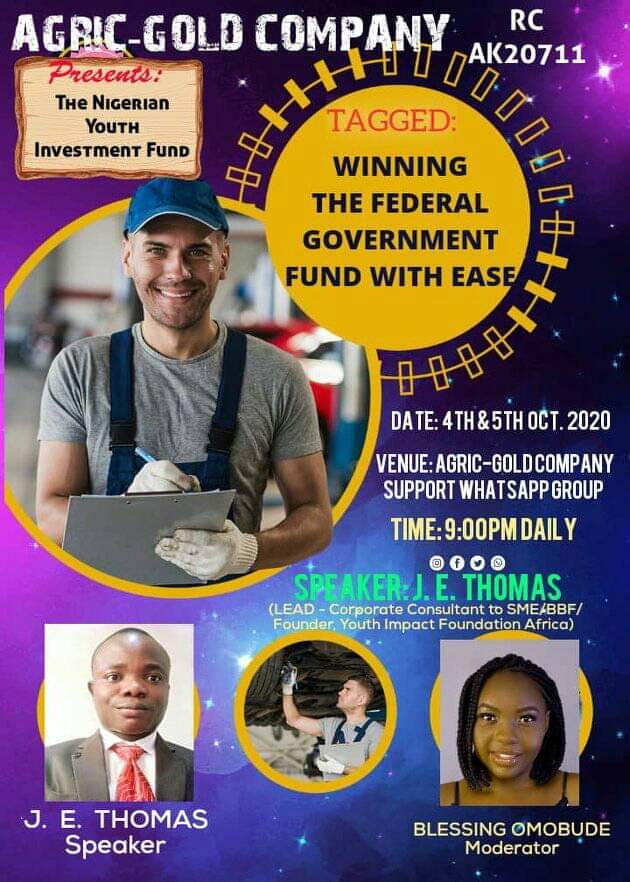 AGRIC-GOLD COMPANY
RC
AK20711
Presents:
The Nigerian
Youth
Investment Fund
TAGGED:
WINNING
THE FEDERAL
GOVERNMENT
FUND WITH EASE
DATE: 4TH & 5TH OCT. 2020
VENUE: AGRIC-GOLD COMPANY
SUPPORT WHATSAPP GROUP
TIME: 9:00PM DAILY
SPEAKER: J. E. THOMAS
(LEAD - Corporate Consultant to SME/BBF/
Founder, Youth Impact Foundation Africa)
J. E. THOMAS
Speaker
BLESSING OMOBUDE
Moderator